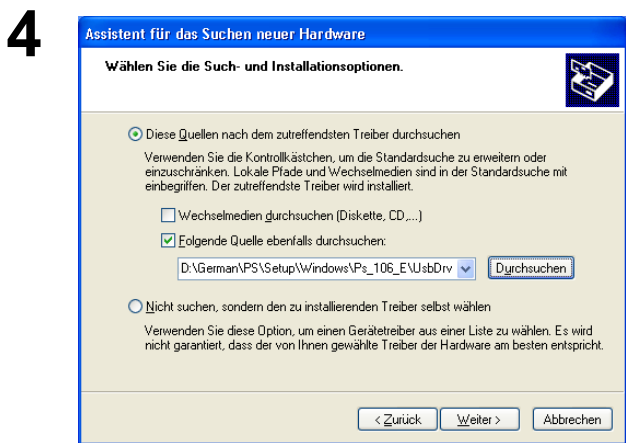 4
Assistent für das Suchen neuer Hardware
Wählen Sie die Such- und Installationsoptionen.
Diese Quellen nach dem zutreffendsten Treiber durchsuchen
Verwenden Sie die Kontrollkästchen, um die Standardsuche zu erweitern oder
einzuschränken. Lokale Pfade und Wechselmedien sind in der Standardsuche mit
einbegriffen. Der zutreffendste Treiber wird installiert.
Wechselmedien durchsuchen (Diskette, CD,...)
Folgende Quelle ebenfalls durchsuchen:
D:\German\PS\Setup\Windows\Ps_106_E\UsbDrv
Durchsuchen
Nicht suchen, sondern den zu installierenden Treiber selbst wählen
Verwenden Sie diese Option, um einen Gerätetreiber aus einer Liste zu wählen. Es wird
nicht garantiert, dass der von Ihnen gewählte Treiber der Hardware am besten entspricht.
< Zurück
Weiter >
Abbrechen